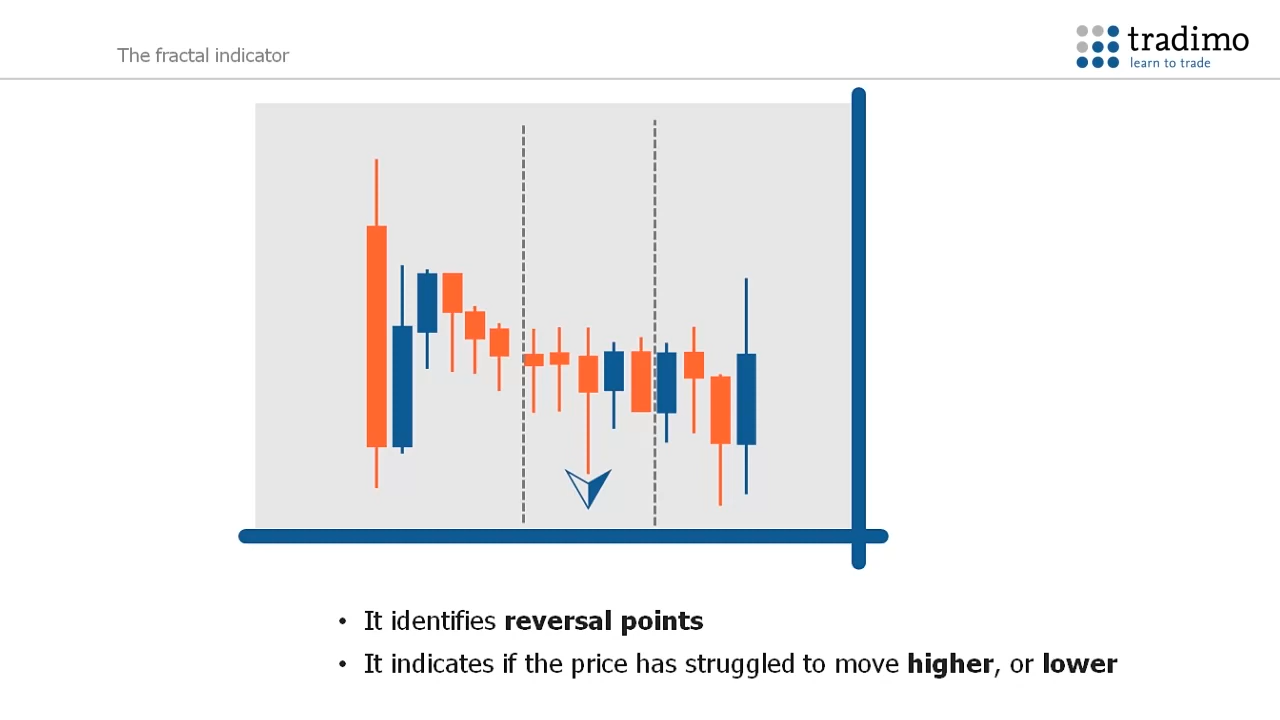 The fractal indicator
tradimo
learn to trade
• It identifies reversal points
• It indicates if the price has struggled to move higher, or lower